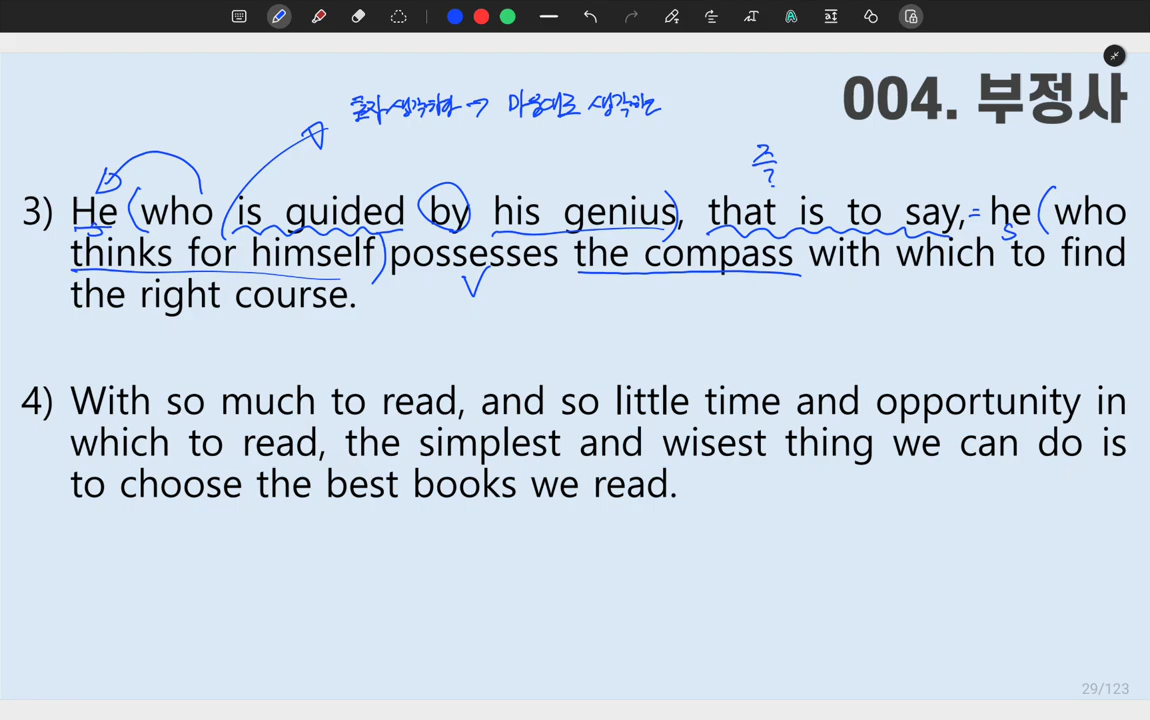 004. 부정사
혼자 생각하는 → 마음대로 생각하는
즉
?
3) He (who is guided by his genius), that is to say, = he (who
S S
thinks for himself) possesses the compass with which to find
V
the right course.
4) With so much to read, and so little time and opportunity in
which to read, the simplest and wisest thing we can do is
to choose the best books we read.
29/123